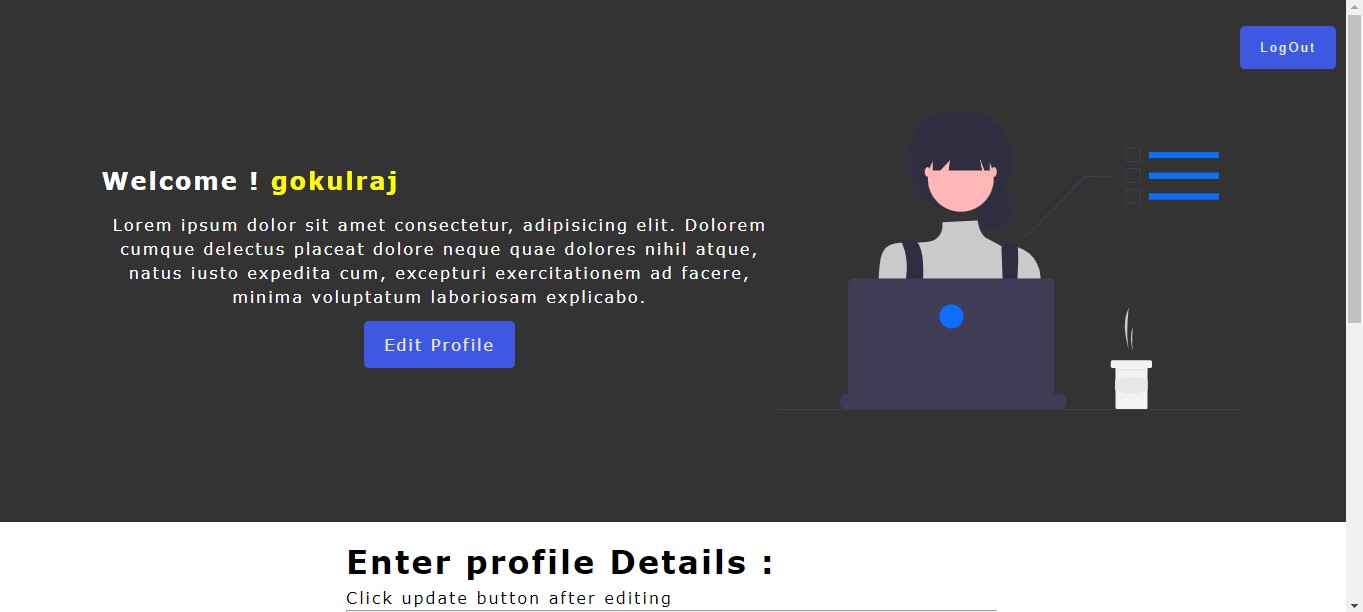 LogOut
Welcome ! gokulraj
Lorem ipsum dolor sit amet consectetur, adipisicing elit. Dolorem
cumque delectus placeat dolore neque quae dolores nihil atque,
natus iusto expedita cum, excepturi exercitationem ad facere,
minima voluptatum laboriosam explicabo.
Edit Profile
Enter profile Details :
Click update button after editing